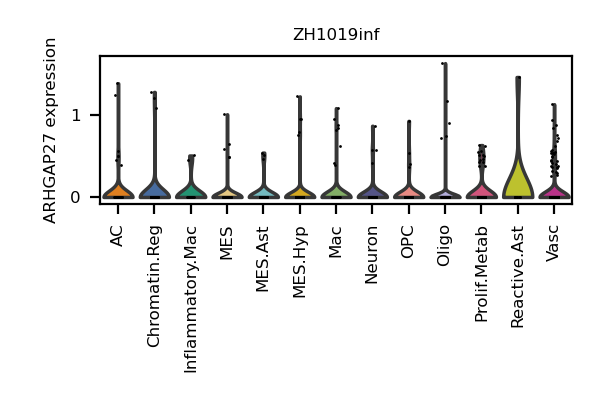 ZH1019inf
ARHGAP27 expression
1
0
AC
Chromatin.Reg
Inflammatory.Mac
MES
MES.Ast
MES.Hyp
Mac
Neuron
OPC
Oligo
Prolif.Metab
Reactive.Ast
Vasc